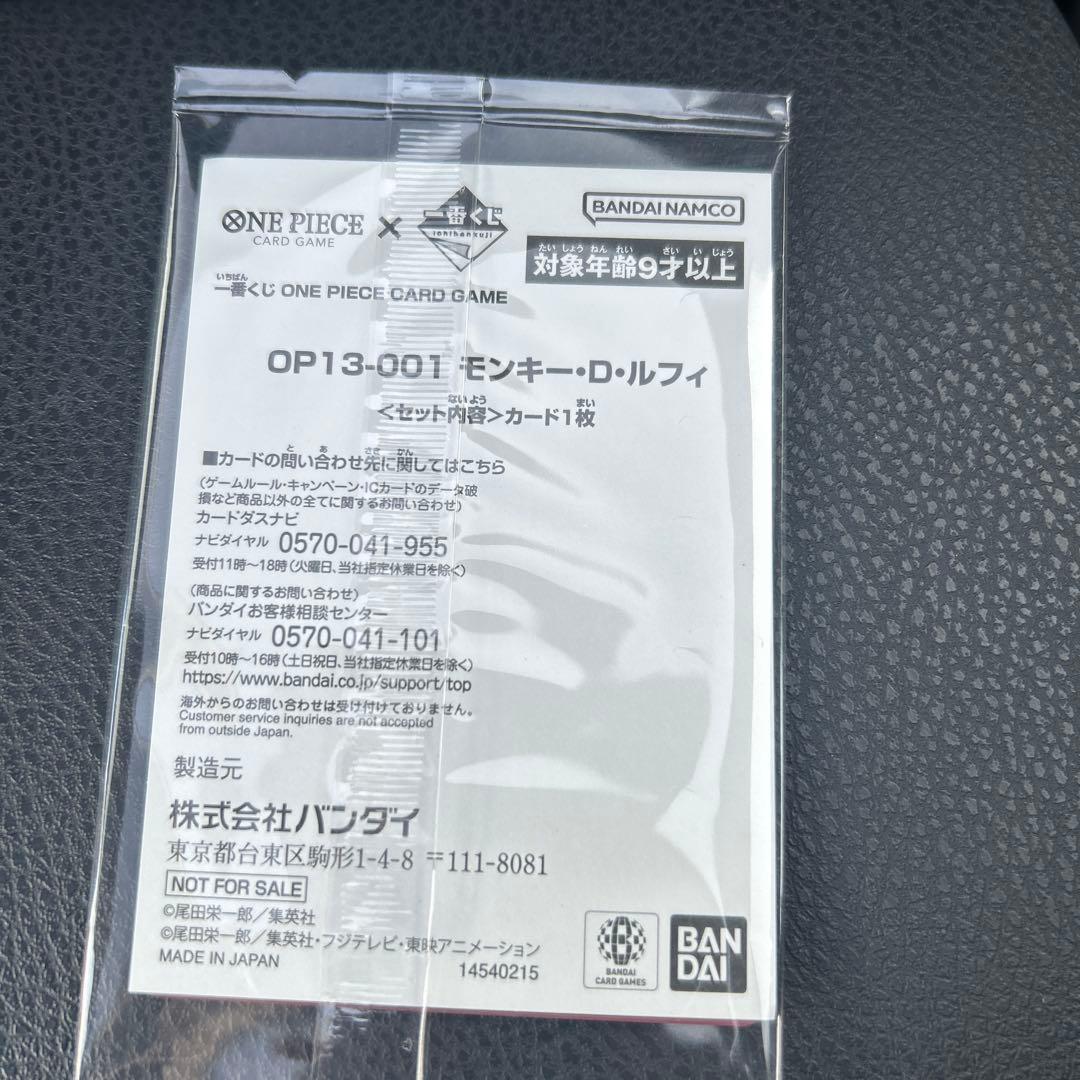 ONE PIECE
CARD GAME
×
一番くじ
ichibankuji
BANDAI NAMCO
たいしょうねんれい さいいじょう
対象年齢9才以上
いちばん
一番くじ ONE PIECE CARD GAME
OP13-001 モンキー・D・ルフィ
ないよう まい
<セット内容>カード1枚
と あ さき かん
■カードの問い合わせ先に関してはこちら
(ゲームルール・キャンペーン・ICカードのデータ破
損など商品以外の全てに関するお問い合わせ)
カードダスナビ
ナビダイヤル 0570-041-955
受付11時~18時(火曜日、当社指定休業日を除く)
(商品に関するお問い合わせ)
バンダイお客様相談センター
ナビダイヤル 0570-041-101
受付10時~16時(土日祝日、当社指定休業日を除く)
https://www.bandai.co.jp/support/top
海外からのお問い合わせは受け付けておりません。
Customer service inquiries are not accepted
from outside Japan.
製造元
株式会社バンダイ
東京都台東区駒形1-4-8 〒111-8081
NOT FOR SALE
©尾田栄一郎/集英社
©尾田栄一郎/集英社・フジテレビ・東映アニメーション
MADE IN JAPAN
14540215
B
BANDAI
CARD GAMES
BAN
DAI